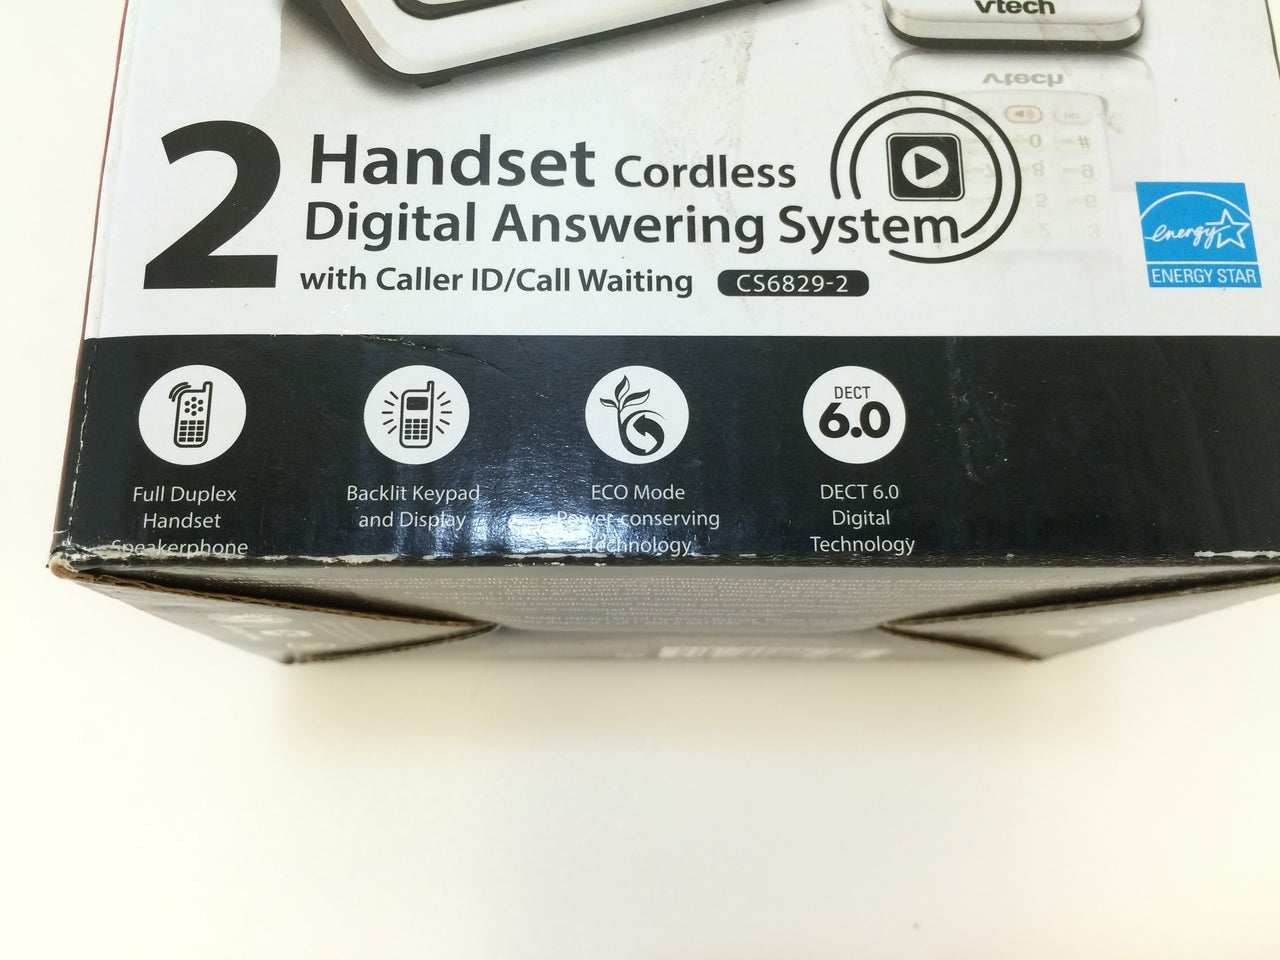 vtech
vtech
2 Handset Cordless
Digital Answering System
with Caller ID/Call Waiting CS6829-2
energy
ENERGY STAR
DECT
6.0
Full Duplex
Handset
Speakerphone
Backlit Keypad
and Display
ECO Mode
Power-conserving
Technology
DECT 6.0
Digital
Technology